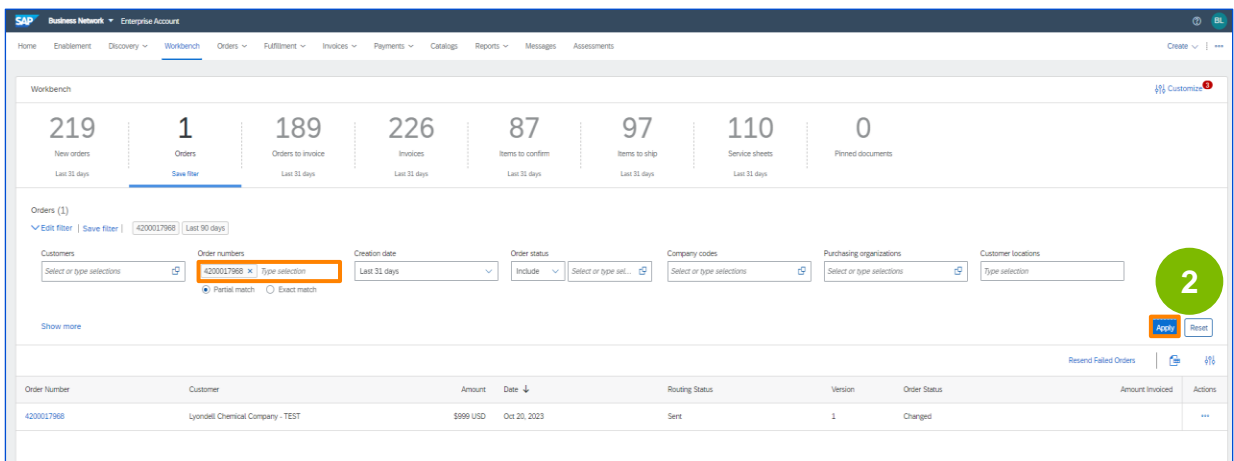 SAP Business Network Enterprise Account BL
Home Enablement Discovery Workbench Orders Fulfillment Invoices Payments Catalogs Reports Messages Assessments Create
Workbench Customize 3
219 1 189 226 87 97 110 0
New orders Orders Orders to invoice Invoices Items to confirm Items to ship Service sheets Pinned documents
Last 31 days Save filter Last 31 days Last 31 days Last 31 days Last 31 days Last 31 days
Orders (1)
Edit filter | Save filter | 4200017968 Last 90 days
Customers Order numbers Creation date Order status Company codes Purchasing organizations Customer locations
Select or type selections 4200017968 × Type selection Last 31 days Include Select or type sel... Select or type selections Select or type selections Type selection
Partial match Exact match
2
Show more Apply Reset
Resend Failed Orders
Order Number Customer Amount Date ↓ Routing Status Version Order Status Amount Invoiced Actions
4200017968 Lyondell Chemical Company - TEST $999 USD Oct 20, 2023 Sent 1 Changed ...